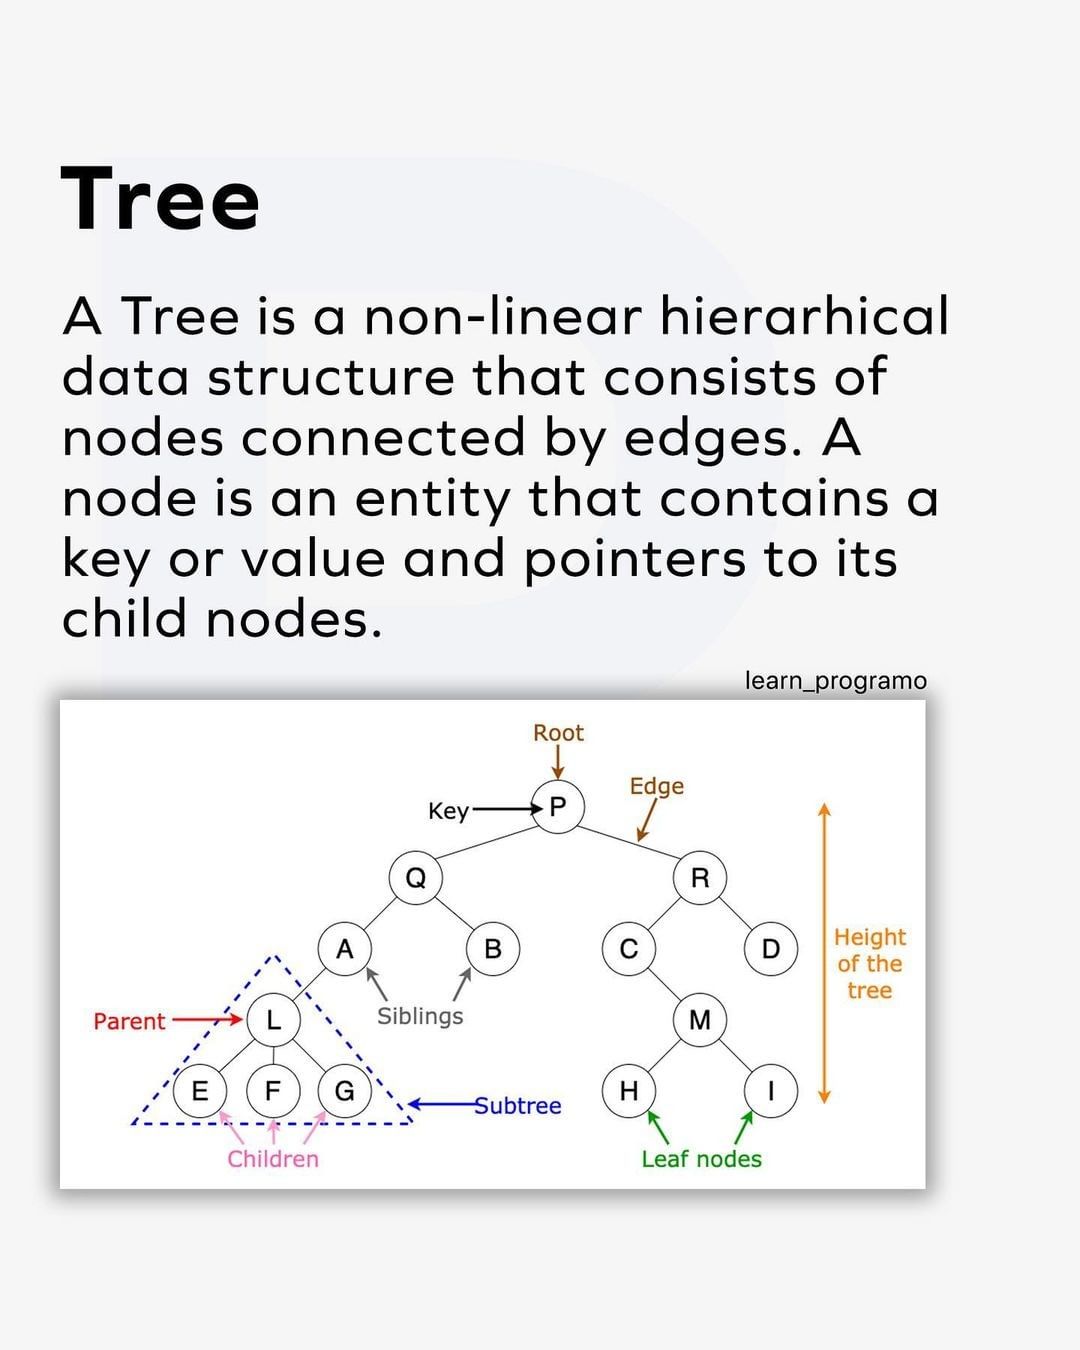 Tree
A Tree is a non-linear hierarhical
data structure that consists of
nodes connected by edges. A
node is an entity that contains a
key or value and pointers to its
child nodes.
learn_programo
Root
Edge
Key
P
Q
R
A
B
C
D
Height
of the
tree
Siblings
Parent
L
M
E
F
G
H
I
Subtree
Children
Leaf nodes